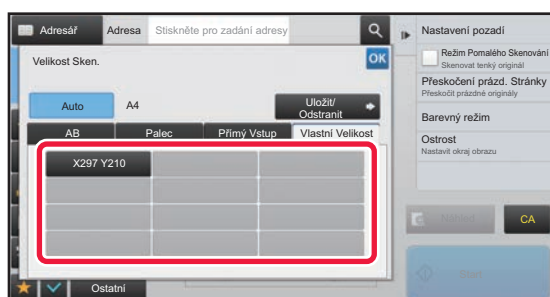 Adresář
Adresa
Stiskněte pro zadání adresy
Velikost Sken.
OK
Auto
A4
Uložit/
Odstranit
AB
Palec
Přímý Vstup
Vlastní Velikost
X297 Y210
Ostatní
Nastavení pozadí
Režim Pomalého Skenování
Skenovat tenký originál
Přeskočení prázd. Stránky
Přeskočit prázdné originály
Barevný režim
Ostrost
Nastavit okraj obrazu
Náhled
CA
Start